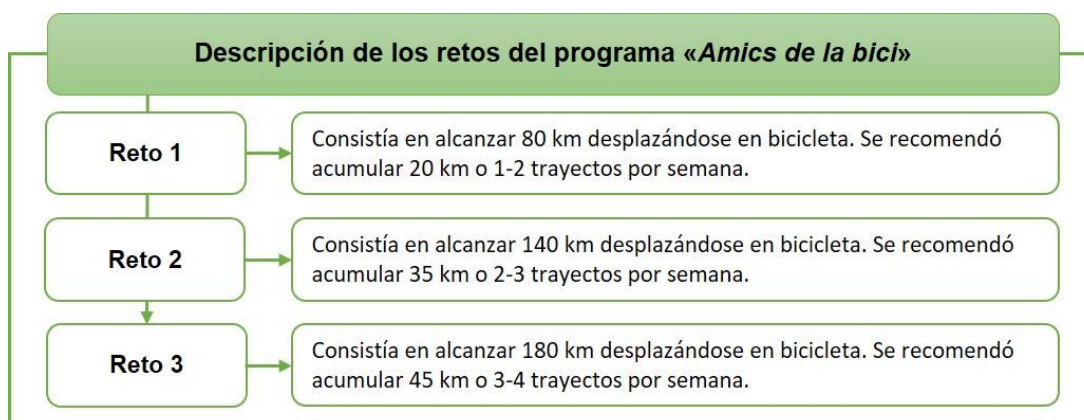 Descripción de los retos del programa «Amics de la bici»
Reto 1
Consistía en alcanzar 80 km desplazándose en bicicleta. Se recomendó
acumular 20 km o 1-2 trayectos por semana.
Reto 2
Consistía en alcanzar 140 km desplazándose en bicicleta. Se recomendó
acumular 35 km o 2-3 trayectos por semana.
Reto 3
Consistía en alcanzar 180 km desplazándose en bicicleta. Se recomendó
acumular 45 km o 3-4 trayectos por semana.